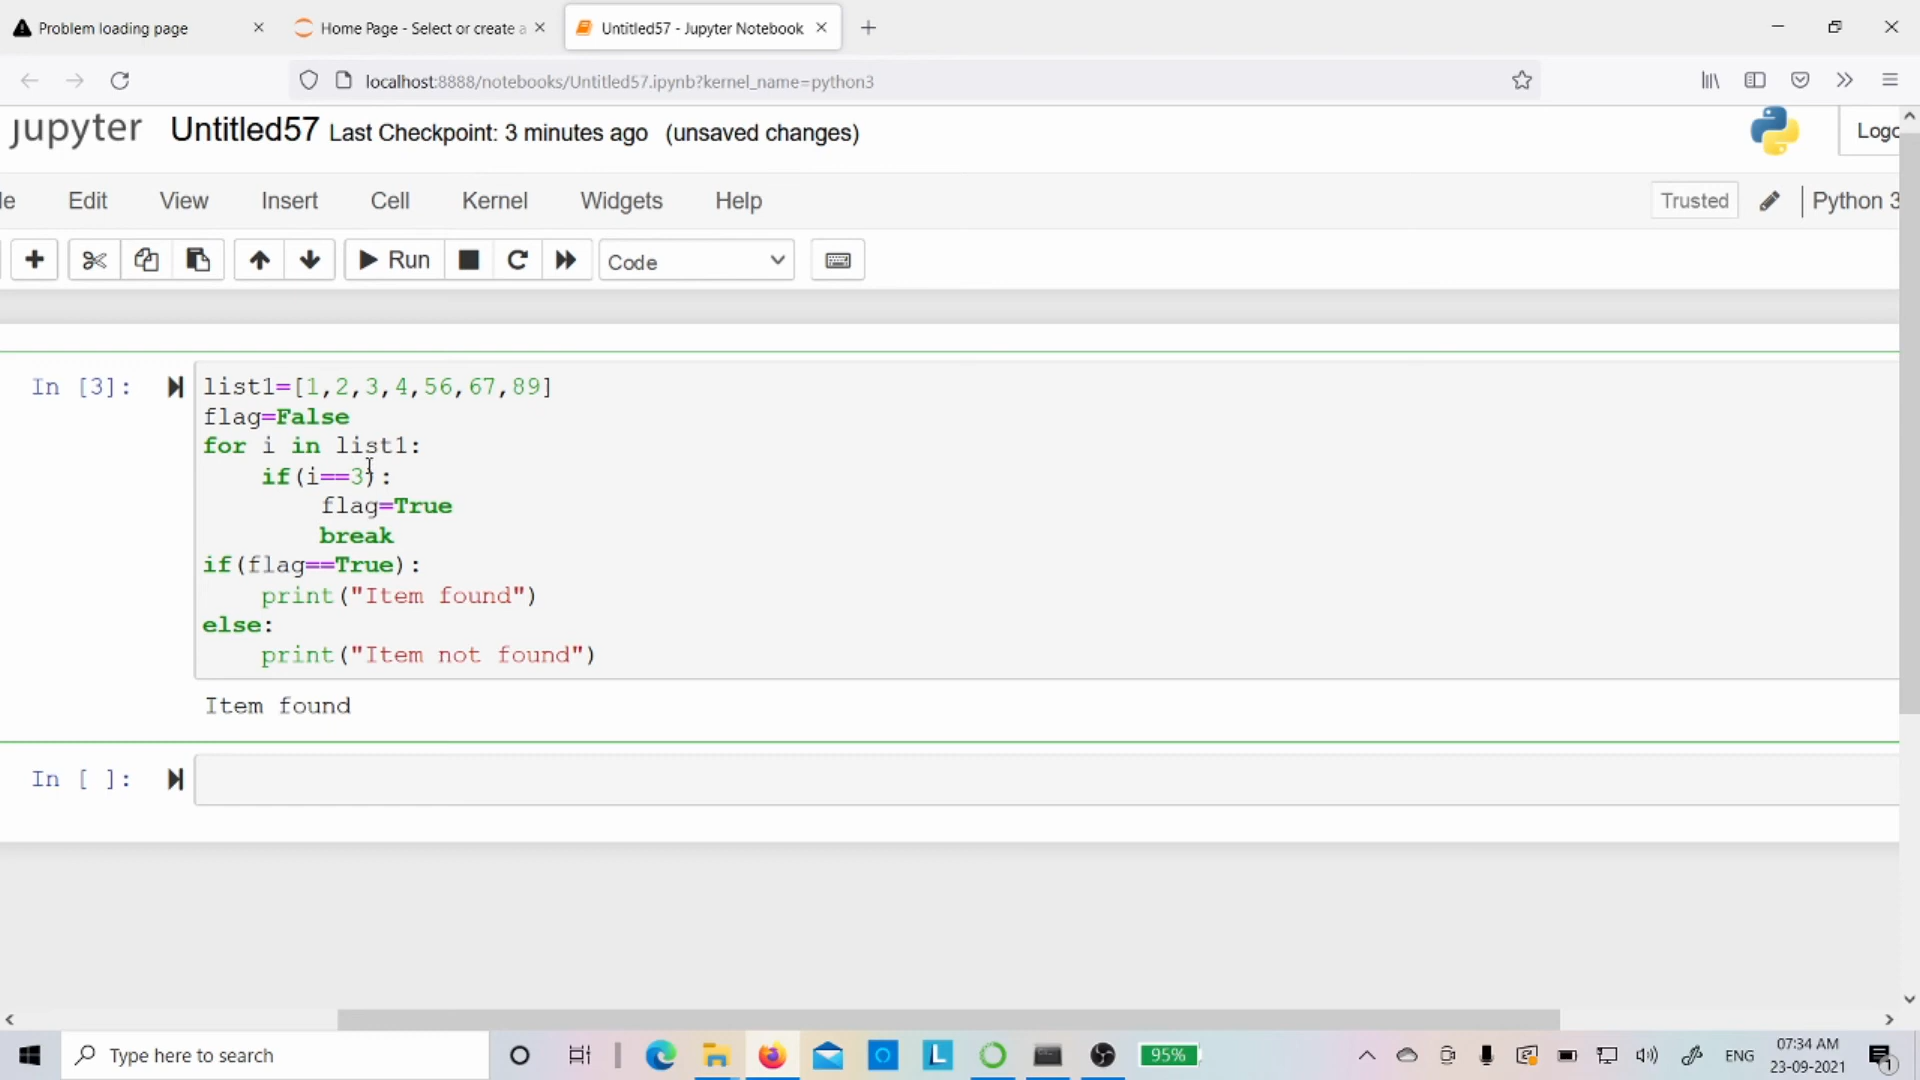 Problem loading page
Home Page - Select or create a
Untitled57 - Jupyter Notebook
localhost:8888/notebooks/Untitled57.ipynb?kernel_name=python3
jupyter Untitled57 Last Checkpoint: 3 minutes ago (unsaved changes)
Logo
le Edit View Insert Cell Kernel Widgets Help
Trusted
Python 3
Run
Code
In [3]:
list1=[1,2,3,4,56,67,89]
flag=False
for i in list1:
    if(i==3):
        flag=True
        break
if(flag==True):
    print("Item found")
else:
    print("Item not found")
Item found
In [ ]:
Type here to search
L
95%
ENG
07:34 AM
23-09-2021
1